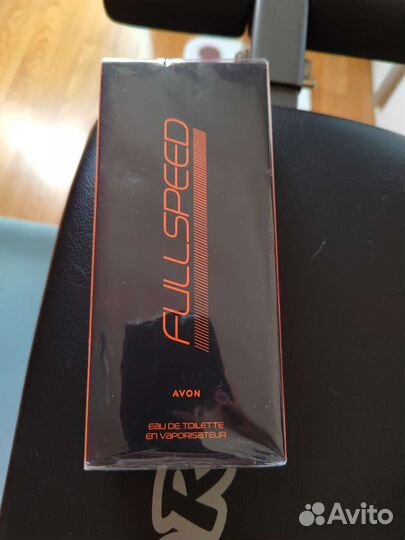 FULLSPEED
AVON
EAU DE TOILETTE
EN VAPORISATEUR
Avito